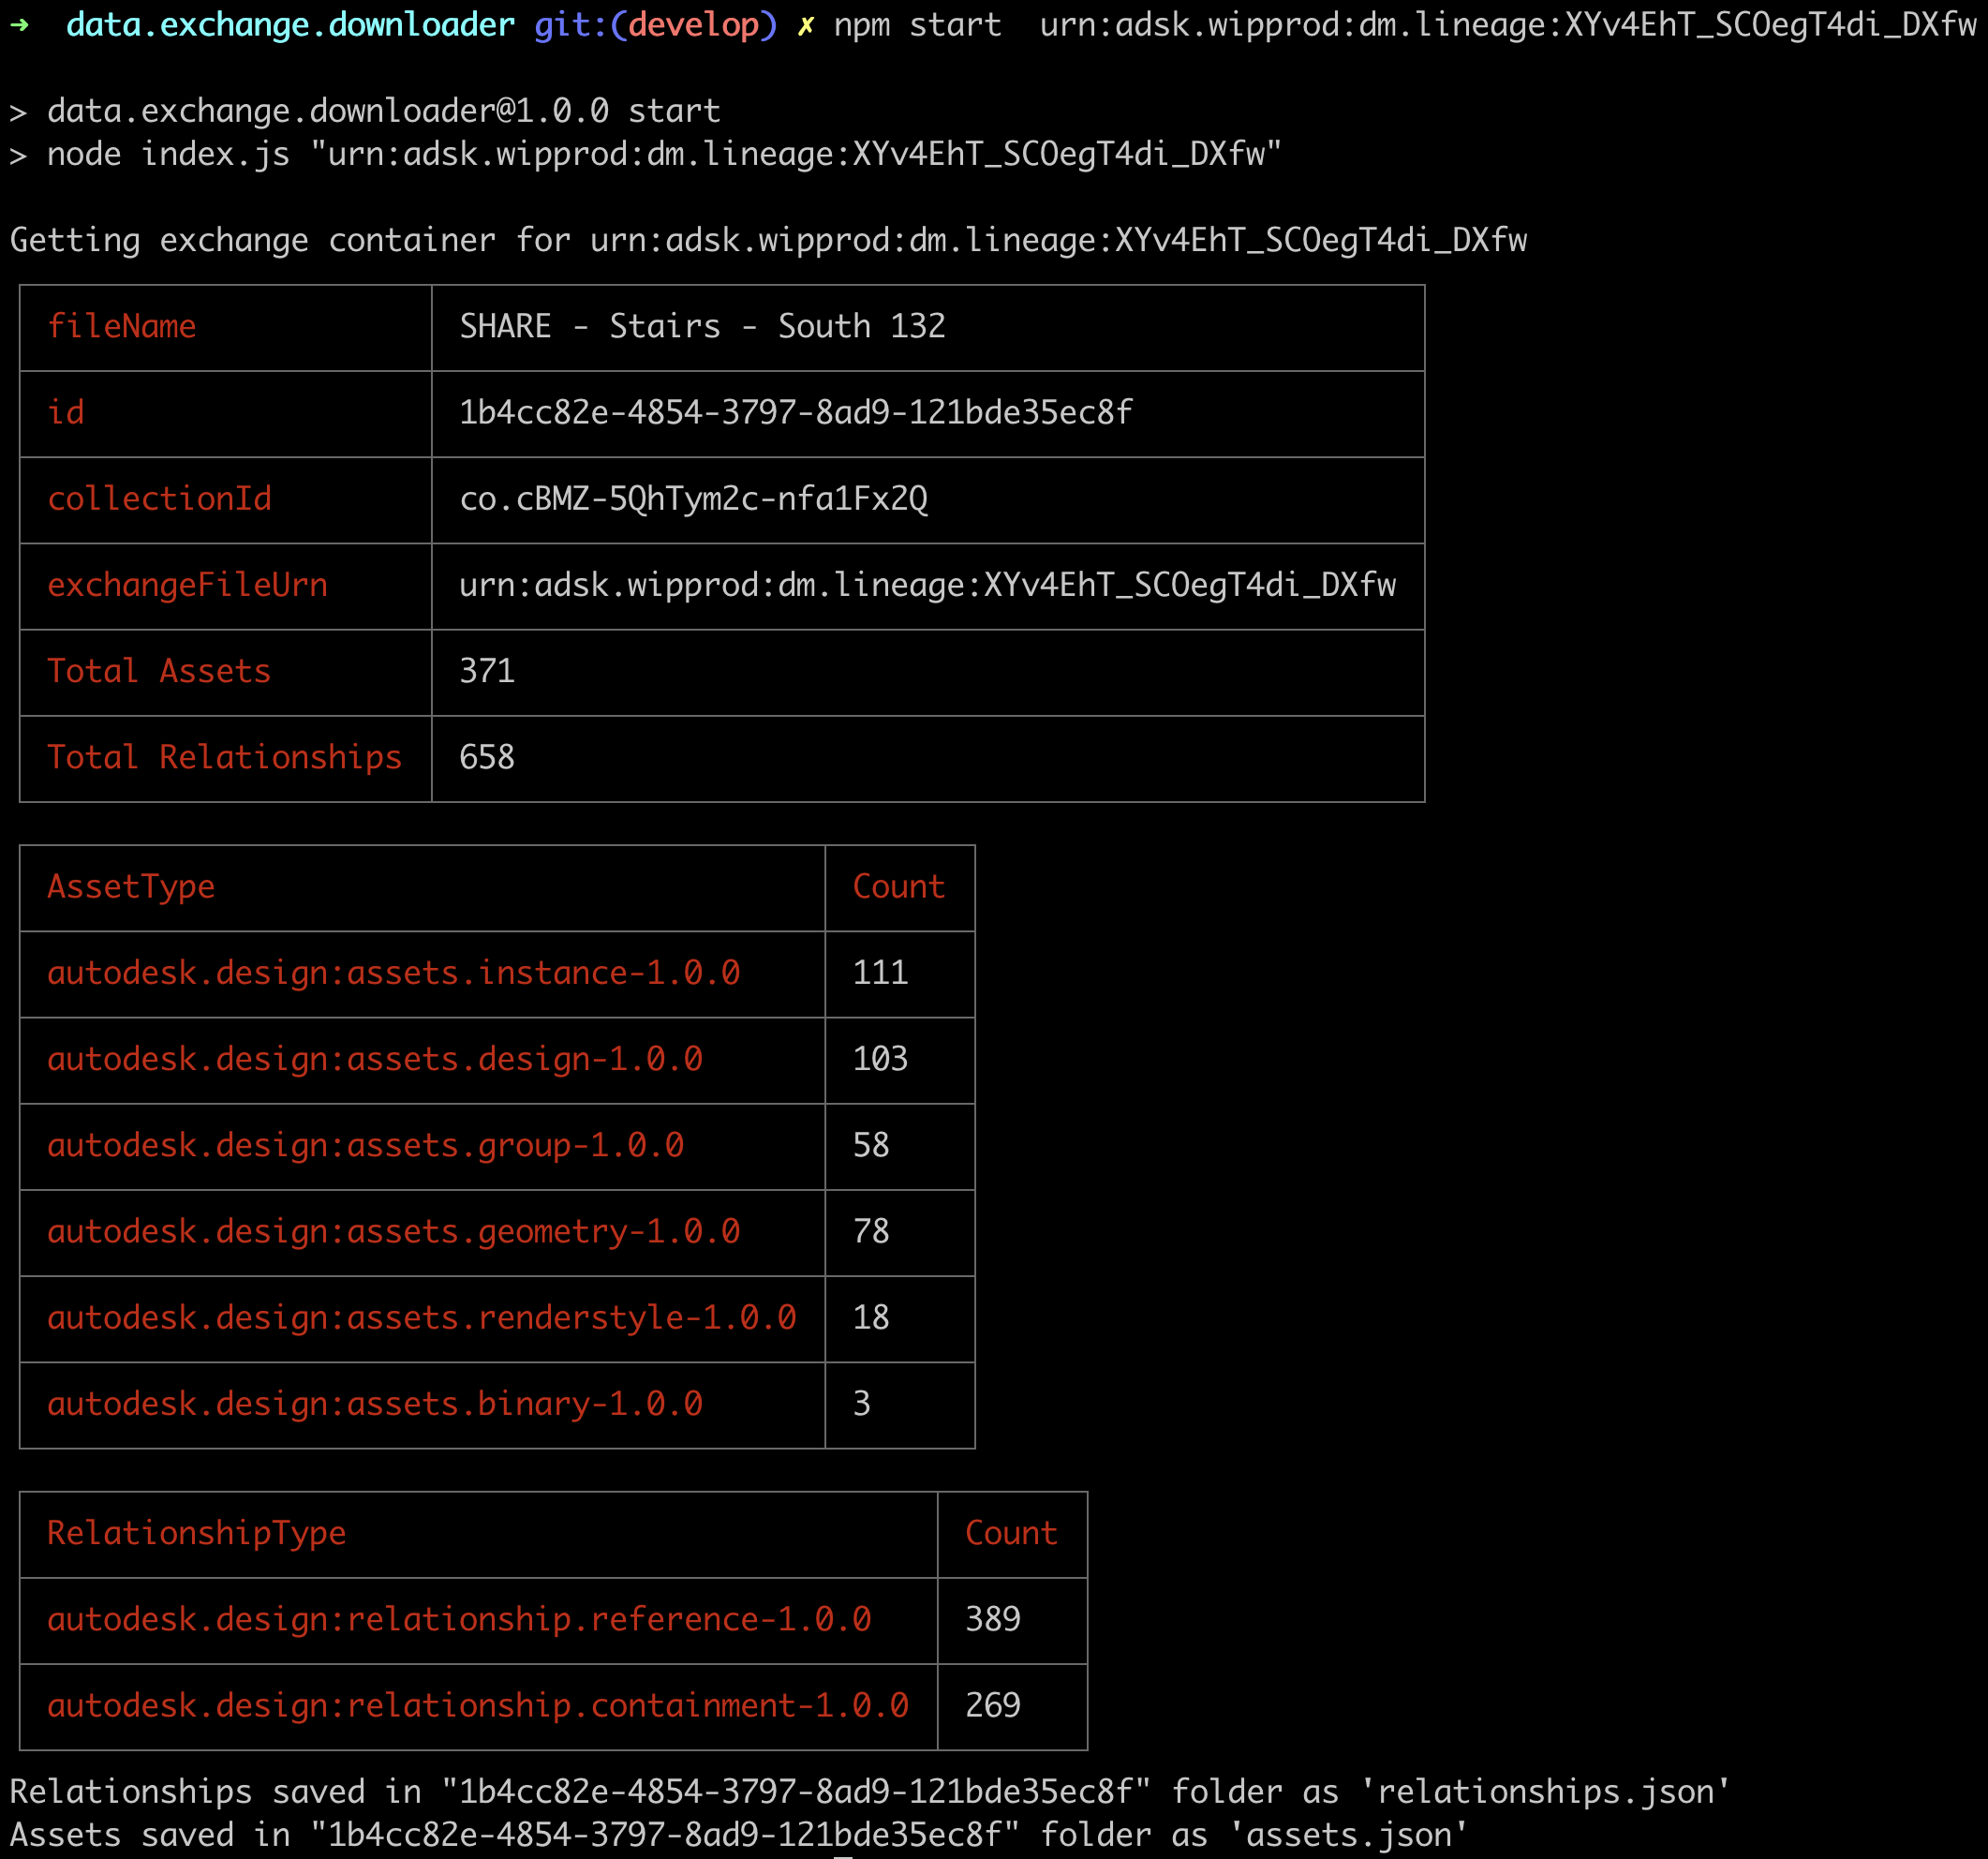 ➜  data.exchange.downloader git:(develop) ✗ npm start  urn:adsk.wipprod:dm.lineage:XYv4EhT_SCOegT4di_DXfw
> data.exchange.downloader@1.0.0 start
> node index.js "urn:adsk.wipprod:dm.lineage:XYv4EhT_SCOegT4di_DXfw"
Getting exchange container for urn:adsk.wipprod:dm.lineage:XYv4EhT_SCOegT4di_DXfw
fileName SHARE - Stairs - South 132
id 1b4cc82e-4854-3797-8ad9-121bde35ec8f
collectionId co.cBMZ-5QhTym2c-nfa1Fx2Q
exchangeFileUrn urn:adsk.wipprod:dm.lineage:XYv4EhT_SCOegT4di_DXfw
Total Assets 371
Total Relationships 658
AssetType Count
autodesk.design:assets.instance-1.0.0 111
autodesk.design:assets.design-1.0.0 103
autodesk.design:assets.group-1.0.0 58
autodesk.design:assets.geometry-1.0.0 78
autodesk.design:assets.renderstyle-1.0.0 18
autodesk.design:assets.binary-1.0.0 3
RelationshipType Count
autodesk.design:relationship.reference-1.0.0 389
autodesk.design:relationship.containment-1.0.0 269
Relationships saved in "1b4cc82e-4854-3797-8ad9-121bde35ec8f" folder as 'relationships.json'
Assets saved in "1b4cc82e-4854-3797-8ad9-121bde35ec8f" folder as 'assets.json'